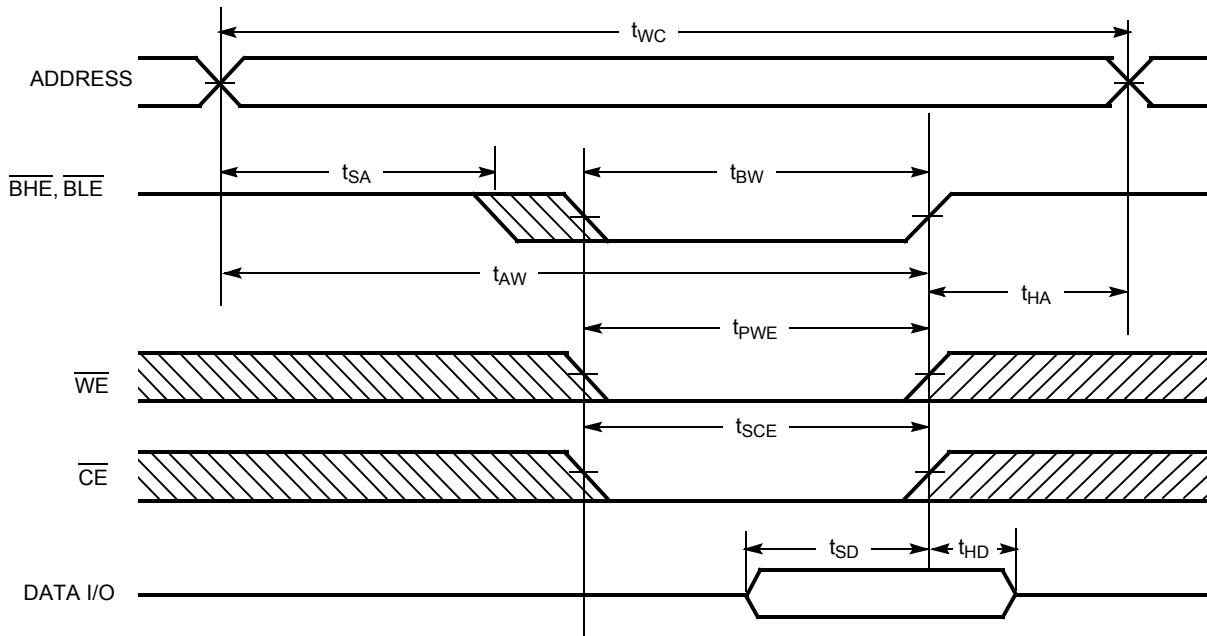 tWC
ADDRESS
tSA
tBW
BHE, BLE
tAW
tHA
tPWE
WE
tSCE
CE
tSD
tHD
DATA I/O